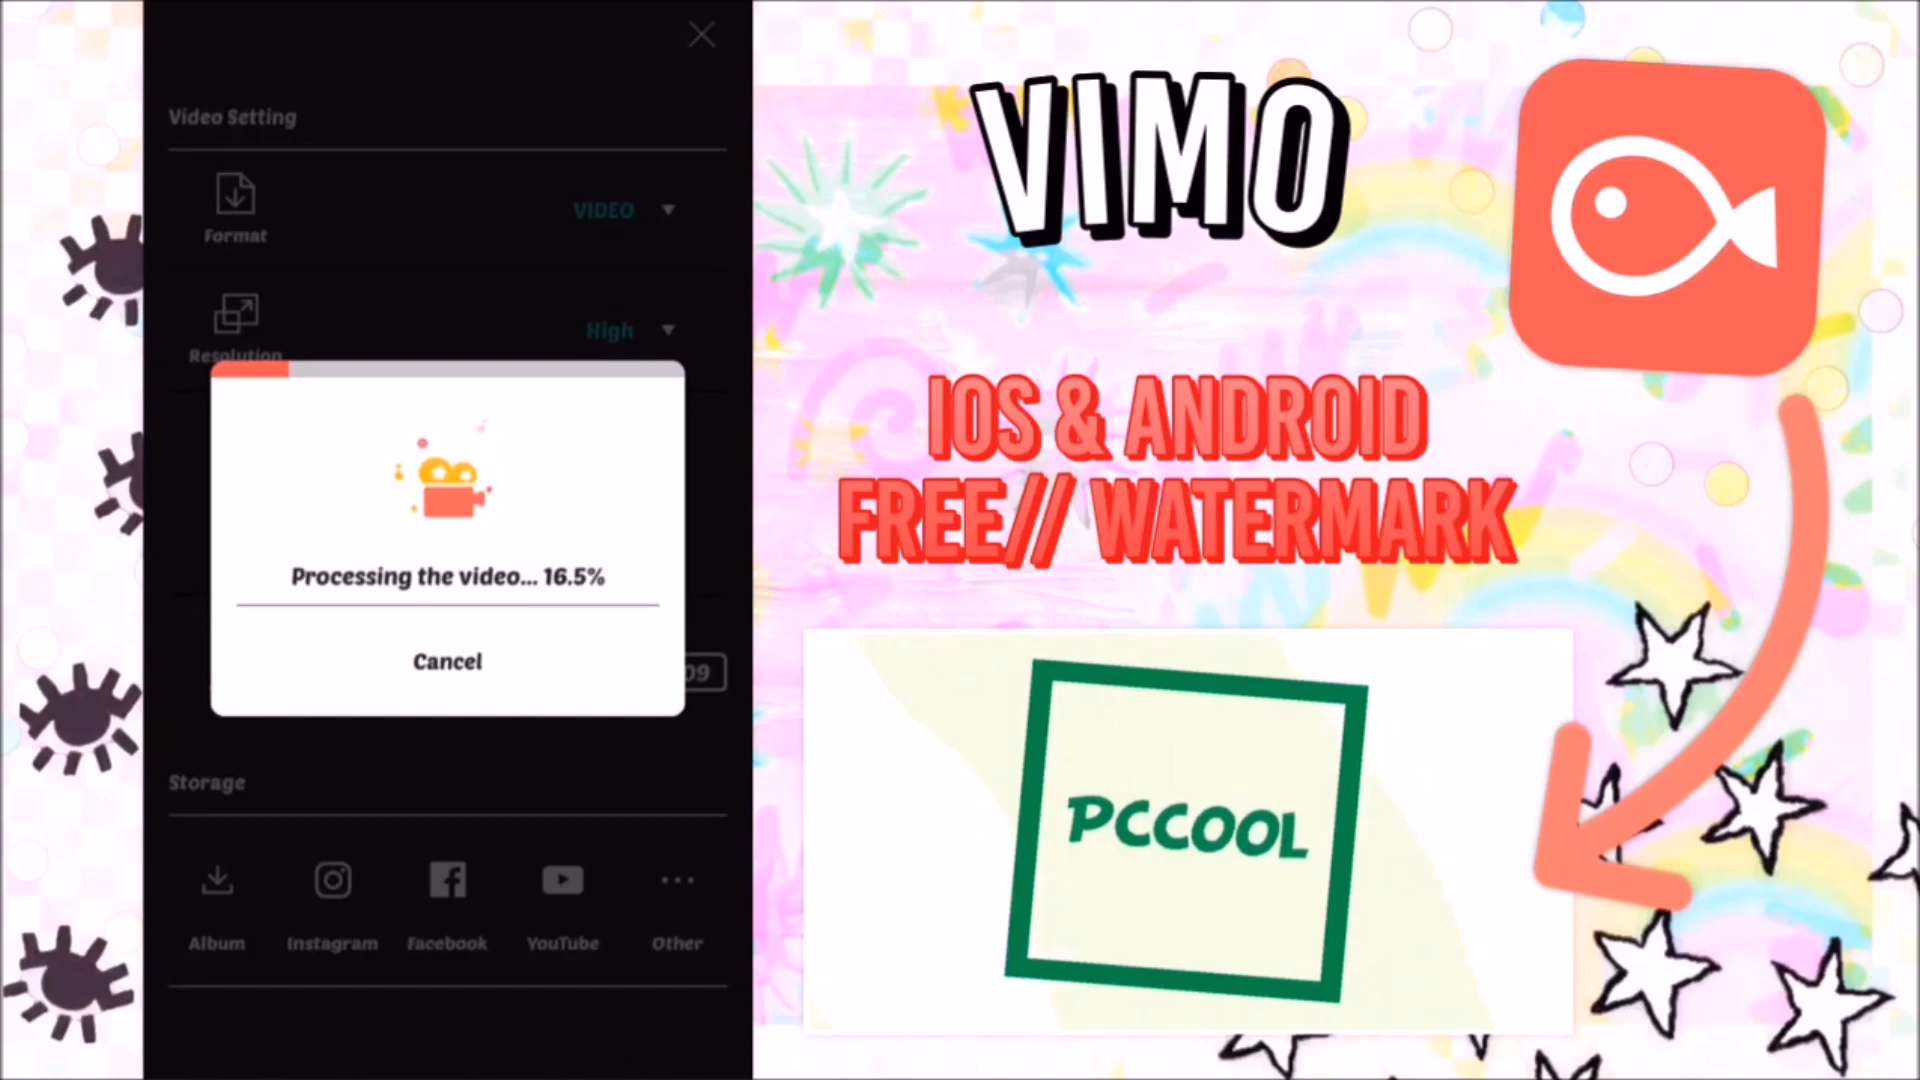 Video Setting
Format
VIDEO
Resolution
High
Processing the video... 16.5%
Cancel
09
Storage
Album
Instagram
Facebook
YouTube
Other
VIMO
IOS & ANDROID
FREE// WATERMARK
PCCOOL